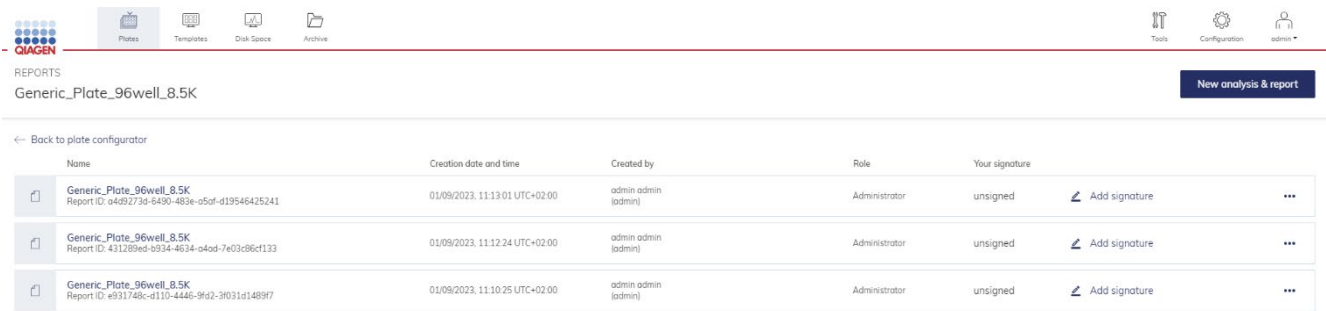 Plates Templates Disk Space Archive Tools Configuration admin
QIAGEN
REPORTS
Generic_Plate_96well_8.5K
New analysis & report
← Back to plate configurator
Name Creation date and time Created by Role Your signature
Generic_Plate_96well_8.5K
Report ID: a4d9273d-6490-483e-a5af-d19546425241
01/09/2023, 11:13:01 UTC+02:00
admin admin
(admin)
Administrator unsigned Add signature
Generic_Plate_96well_8.5K
Report ID: 431289ed-b934-4634-a4ad-7e03c86cf133
01/09/2023, 11:12:24 UTC+02:00
admin admin
(admin)
Administrator unsigned Add signature
Generic_Plate_96well_8.5K
Report ID: e931748c-d110-4446-9fd2-3f031d1489f7
01/09/2023, 11:10:25 UTC+02:00
admin admin
(admin)
Administrator unsigned Add signature